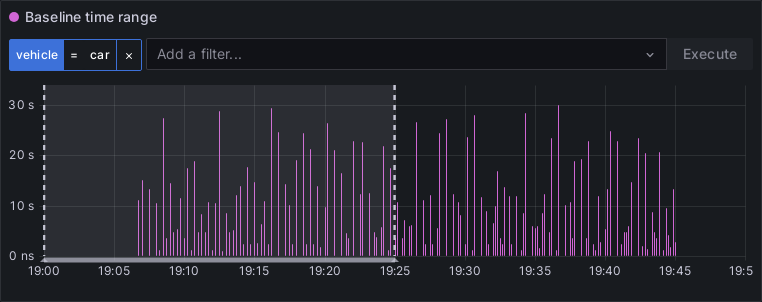 Baseline time range
vehicle = car × Add a filter... Execute
30 s
20 s
10 s
0 ns
19:00 19:05 19:10 19:15 19:20 19:25 19:30 19:35 19:40 19:45 19:5